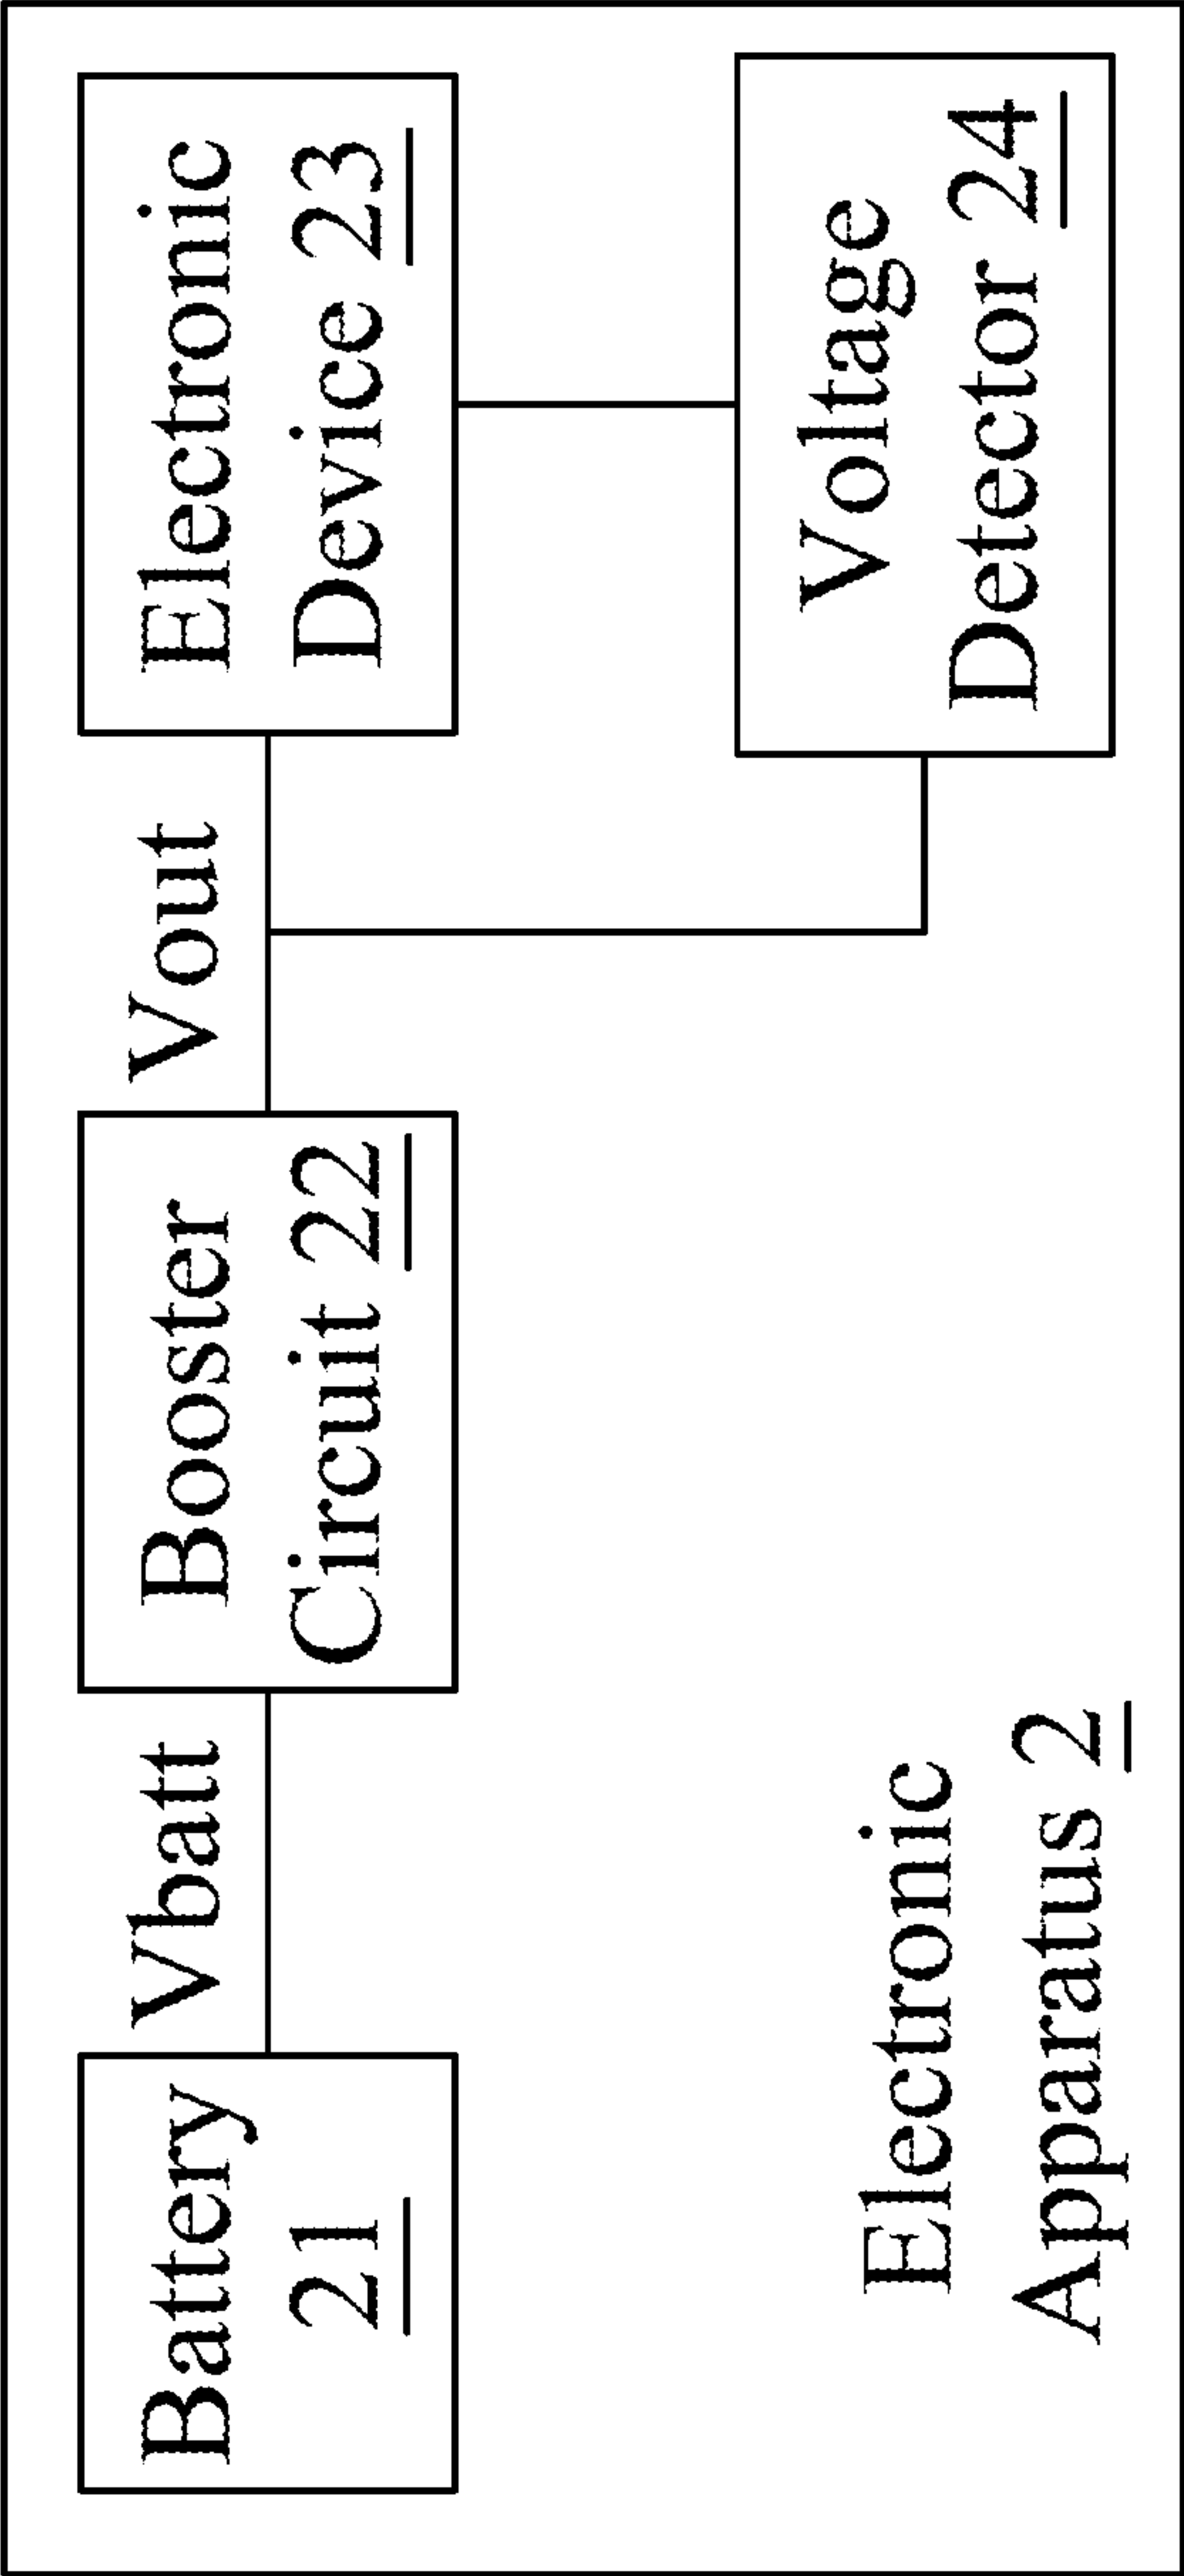 Battery
21
Vbatt
Booster
Circuit 22
Vout
Electronic
Device 23
Voltage
Detector 24
Electronic
Apparatus 2